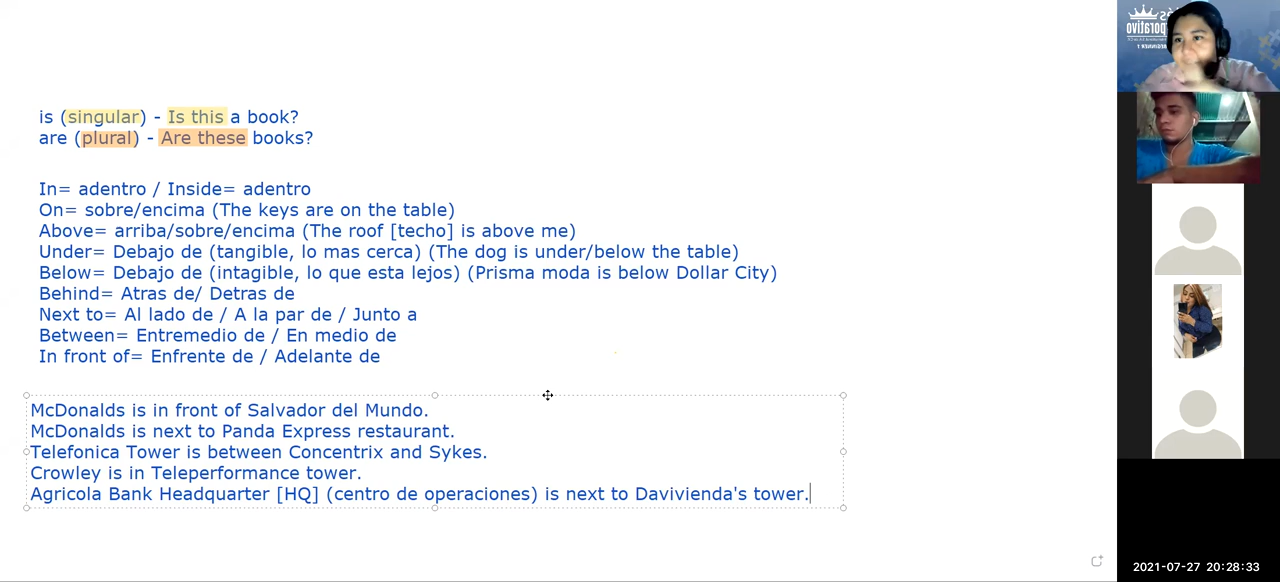 is (singular) - Is this a book?
are (plural) - Are these books?
In= adentro / Inside= adentro
On= sobre/encima (The keys are on the table)
Above= arriba/sobre/encima (The roof [techo] is above me)
Under= Debajo de (tangible, lo mas cerca) (The dog is under/below the table)
Below= Debajo de (intagible, lo que esta lejos) (Prisma moda is below Dollar City)
Behind= Atras de/ Detras de
Next to= Al lado de / A la par de / Junto a
Between= Entremedio de / En medio de
In front of= Enfrente de / Adelante de
McDonalds is in front of Salvador del Mundo.
McDonalds is next to Panda Express restaurant.
Telefonica Tower is between Concentrix and Sykes.
Crowley is in Teleperformance tower.
Agricola Bank Headquarter [HQ] (centro de operaciones) is next to Davivienda's tower.
2021-07-27 20:28:33